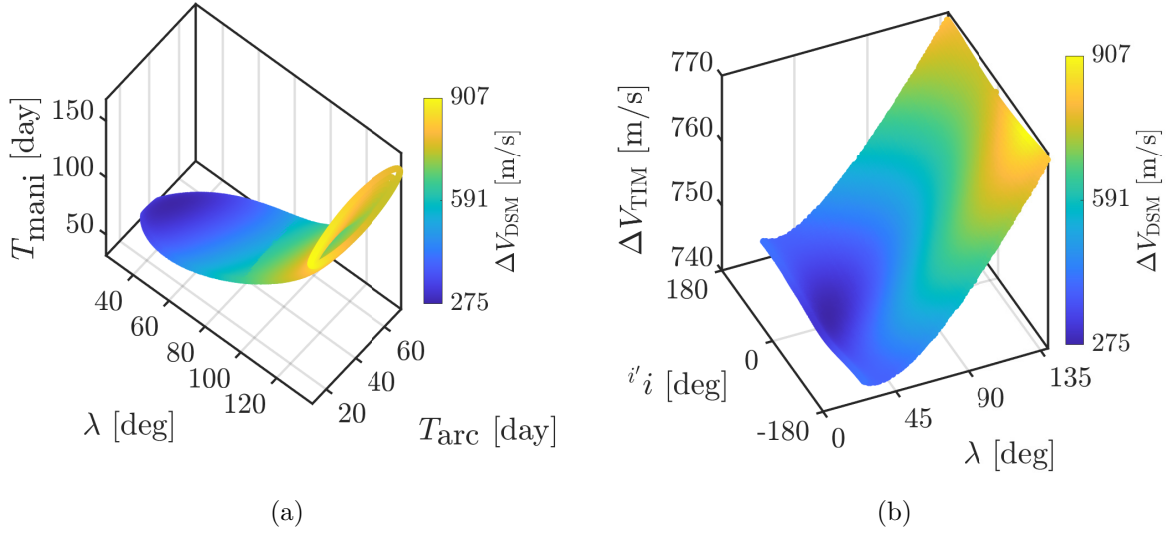 150
100
50
T_mani [day]
40
60
80
100
120
λ [deg]
20
40
60
T_arc [day]
907
591
275
ΔV_DSM [m/s]
(a)
770
760
750
740
ΔV_TIM [m/s]
180
0
-180
i′i [deg]
0
45
90
135
λ [deg]
907
591
275
ΔV_DSM [m/s]
(b)